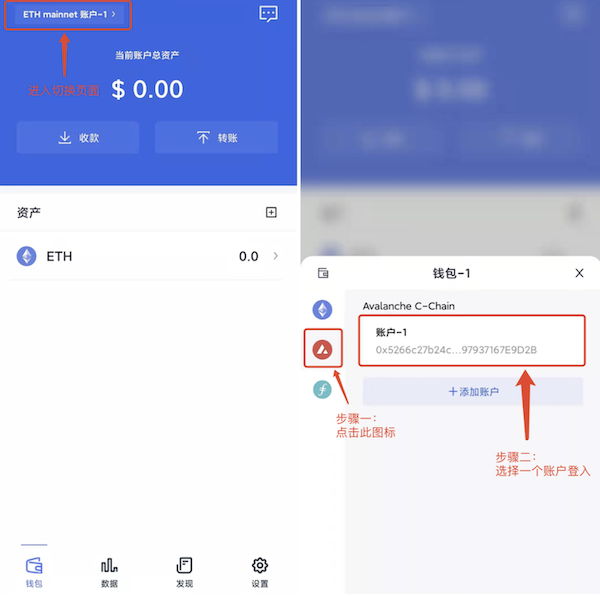 ETH mainnet 账户-1 >
当前账户总资产
进入切换页面
$ 0.00
收款
转账
资产
ETH
0.0 >
钱包
数据
发现
设置
钱包-1
Avalanche C-Chain
账户-1
0x5266c27b24c...97937167E9D2B
+添加账户
步骤一:
点击此图标
步骤二:
选择一个账户登入